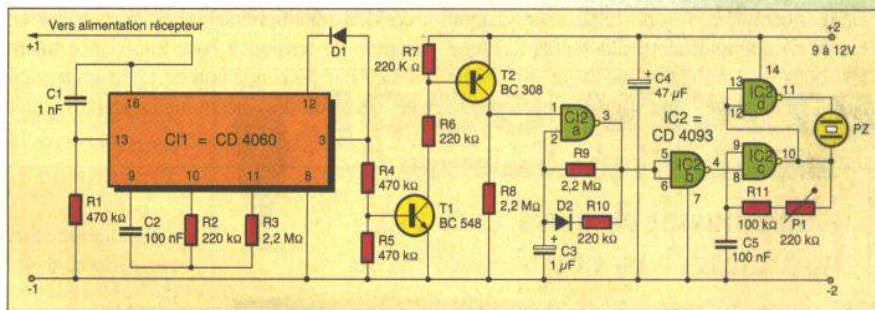 Vers alimentation récepteur
+1
C1
1 nF
16
12
D1
CI1 = CD 4060
13
3
9
10
11
8
R1
470 kΩ
C2
100 nF
R2
220 kΩ
R3
2,2 MΩ
-1
R4
470 kΩ
R5
470 kΩ
T1
BC 548
R7
220 K Ω
T2
BC 308
R6
220 kΩ
R8
2,2 MΩ
C4
47 µF
1
2
CI2
a
3
R9
2,2 MΩ
D2
R10
220 kΩ
C3
1 µF
IC2 =
CD 4093
5
6
IC2
b
4
7
14
13
12
IC2
d
11
9
8
IC2
c
10
PZ
R11
100 kΩ
P1
220 kΩ
C5
100 nF
+2
9 à 12V
-2